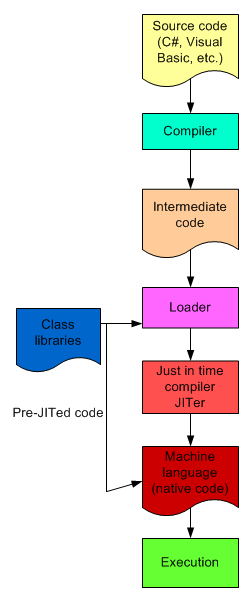 Source code
(C#, Visual
Basic, etc.)
Compiler
Intermediate
code
Loader
Class
libraries
Just in time
compiler
JITer
Pre-JITed code
Machine
language
(native code)
Execution